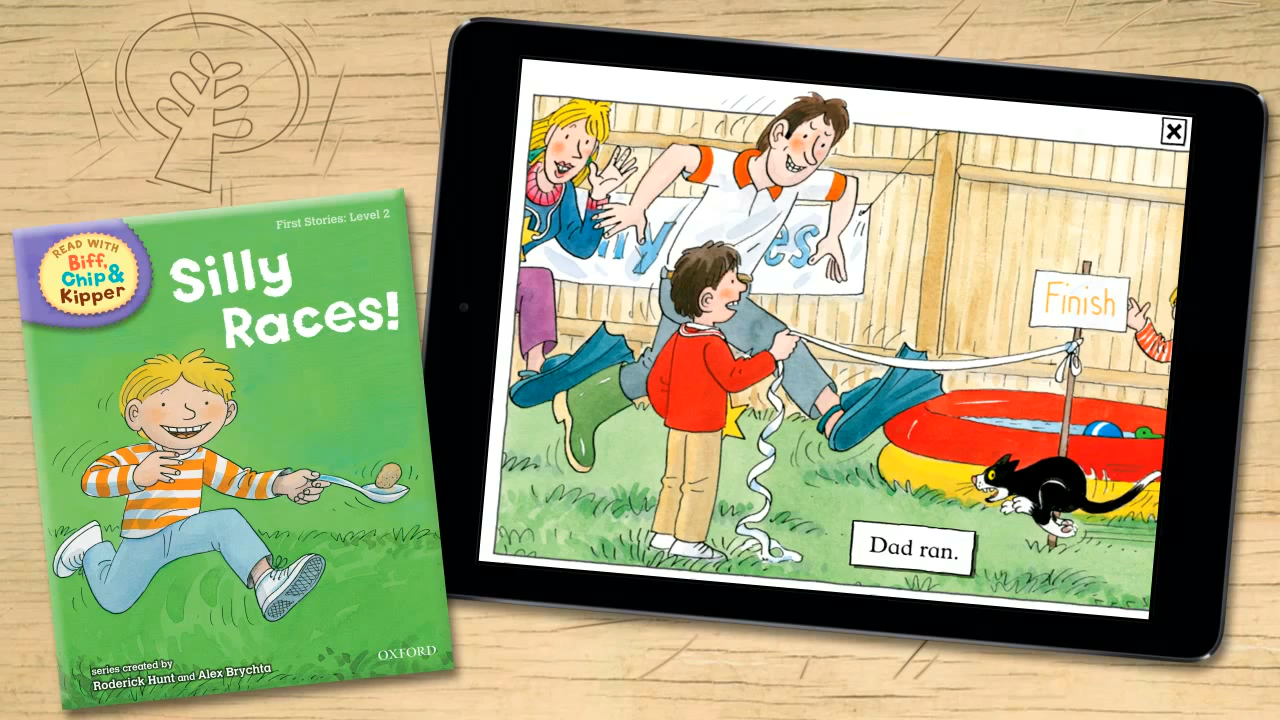 First Stories: Level 2
READ WITH
Biff,
Chip &
Kipper
Silly
Races!
series created by
Roderick Hunt and Alex Brychta
OXFORD
Finish
Dad ran.